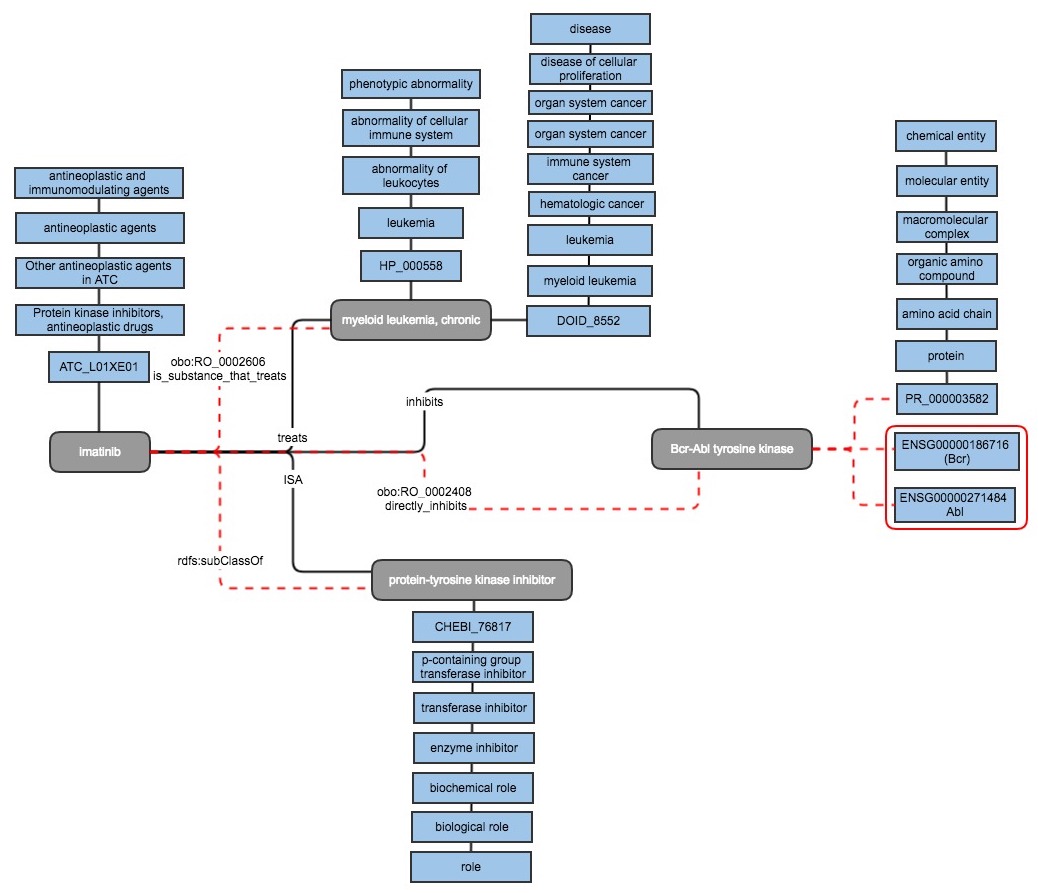 disease
disease of cellular
proliferation
organ system cancer
organ system cancer
immune system
cancer
hematologic cancer
leukemia
myeloid leukemia
DOID_8552
phenotypic abnormality
abnormality of cellular
immune system
abnormality of
leukocytes
leukemia
HP_000558
myeloid leukemia, chronic
antineoplastic and
immunomodulating agents
antineoplastic agents
Other antineoplastic agents
in ATC
Protein kinase inhibitors,
antineoplastic drugs
ATC_L01XE01
imatinib
obo:RO_0002606
is_substance_that_treats
treats
ISA
inhibits
obo:RO_0002408
directly_inhibits
rdfs:subClassOf
chemical entity
molecular entity
macromolecular
complex
organic amino
compound
amino acid chain
protein
PR_000003582
Bcr-Abl tyrosine kinase
ENSG00000186716
(Bcr)
ENSG00000271484
Abl
protein-tyrosine kinase inhibitor
CHEBI_76817
p-containing group
transferase inhibitor
transferase inhibitor
enzyme inhibitor
biochemical role
biological role
role